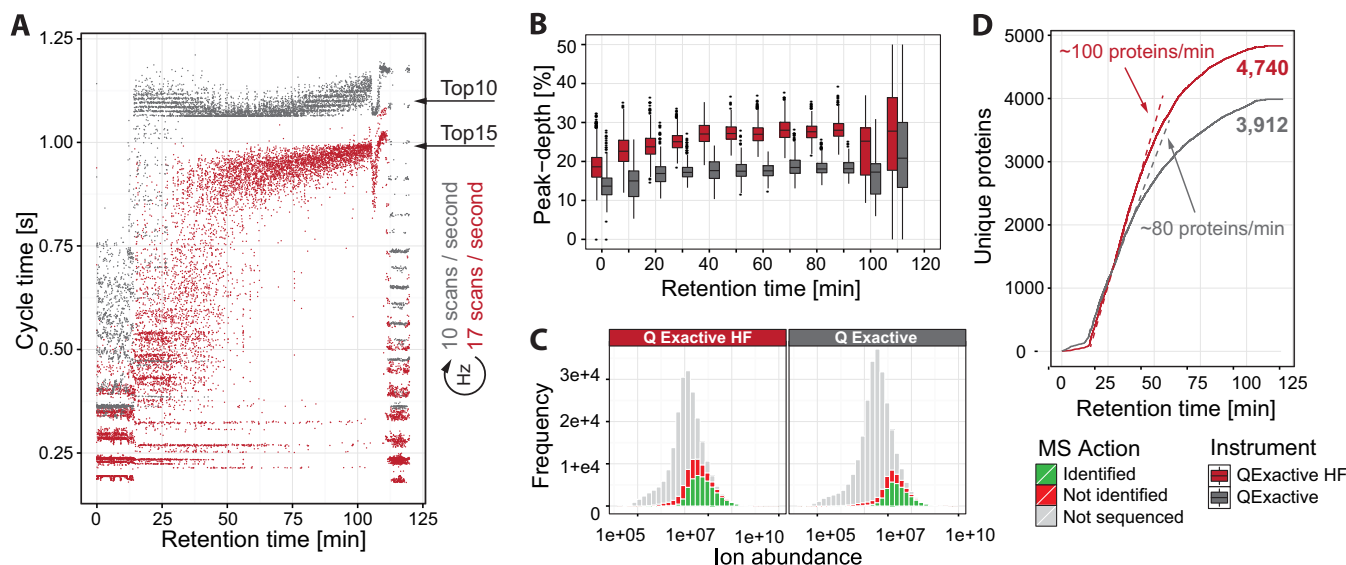 A
Cycle time [s]
1.25
1.00
0.75
0.50
0.25
0 25 50 75 100 125
Retention time [min]
Top10
Top15
10 scans / second
17 scans / second
Hz
B
Peak-depth [%]
50
40
30
20
10
0
0 20 40 60 80 100 120
Retention time [min]
C
Q Exactive HF Q Exactive
Frequency
3e+4
2e+4
1e+4
0
1e+05 1e+07 1e+10 1e+05 1e+07 1e+10
Ion abundance
D
Unique proteins
5000
4000
3000
2000
1000
0
~100 proteins/min
4,740
3,912
~80 proteins/min
0 25 50 75 100 125
Retention time [min]
MS Action
Identified
Not identified
Not sequenced
Instrument
QExactive HF
QExactive